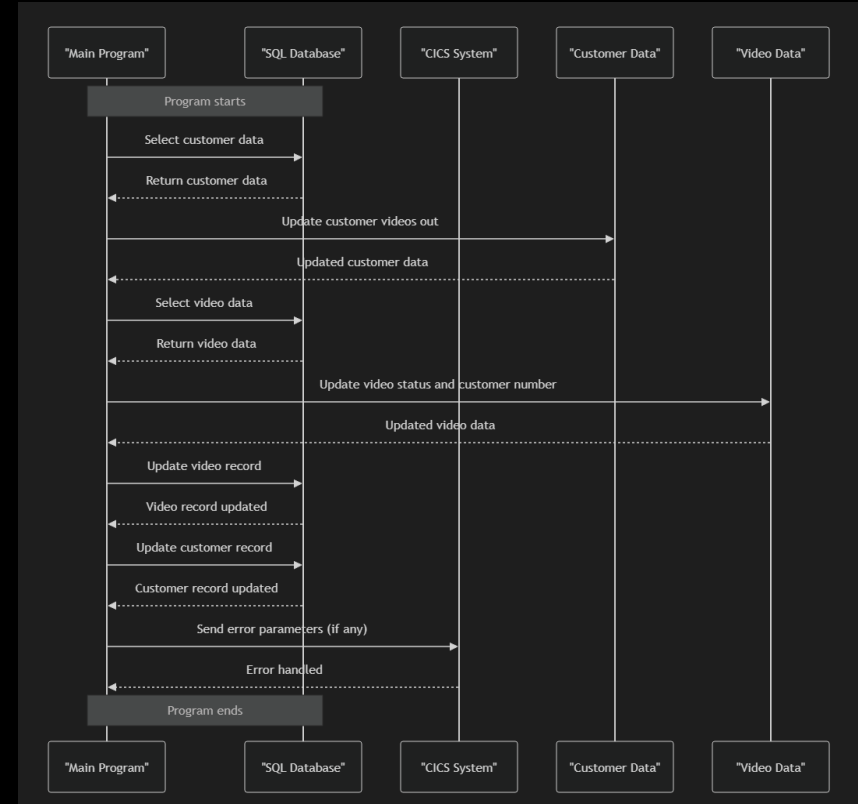 "Main Program" "SQL Database" "CICS System" "Customer Data" "Video Data"
Program starts
Select customer data
Return customer data
Update customer videos out
Updated customer data
Select video data
Return video data
Update video status and customer number
Updated video data
Update video record
Video record updated
Update customer record
Customer record updated
Send error parameters (if any)
Error handled
Program ends
"Main Program" "SQL Database" "CICS System" "Customer Data" "Video Data"